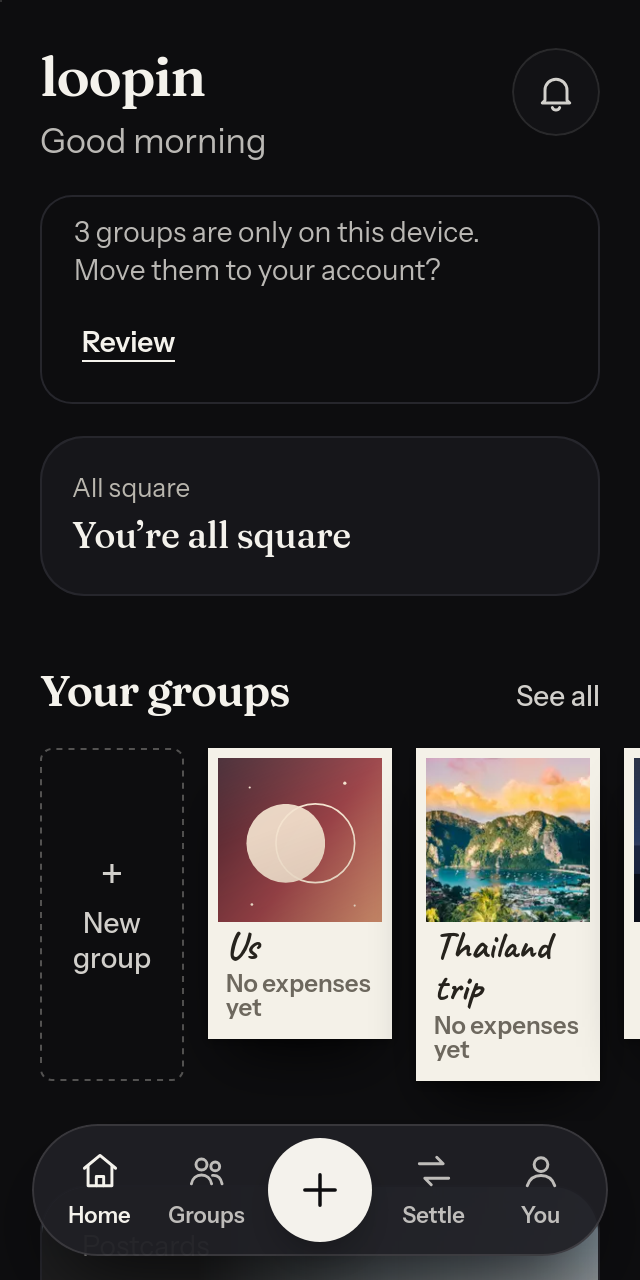 loopin
Good morning
3 groups are only on this device.
Move them to your account?
Review
All square
You’re all square
Your groups
See all
+
New
group
Us
No expenses
yet
Thailand
trip
No expenses
yet
Home
Groups
Settle
You
Postcards